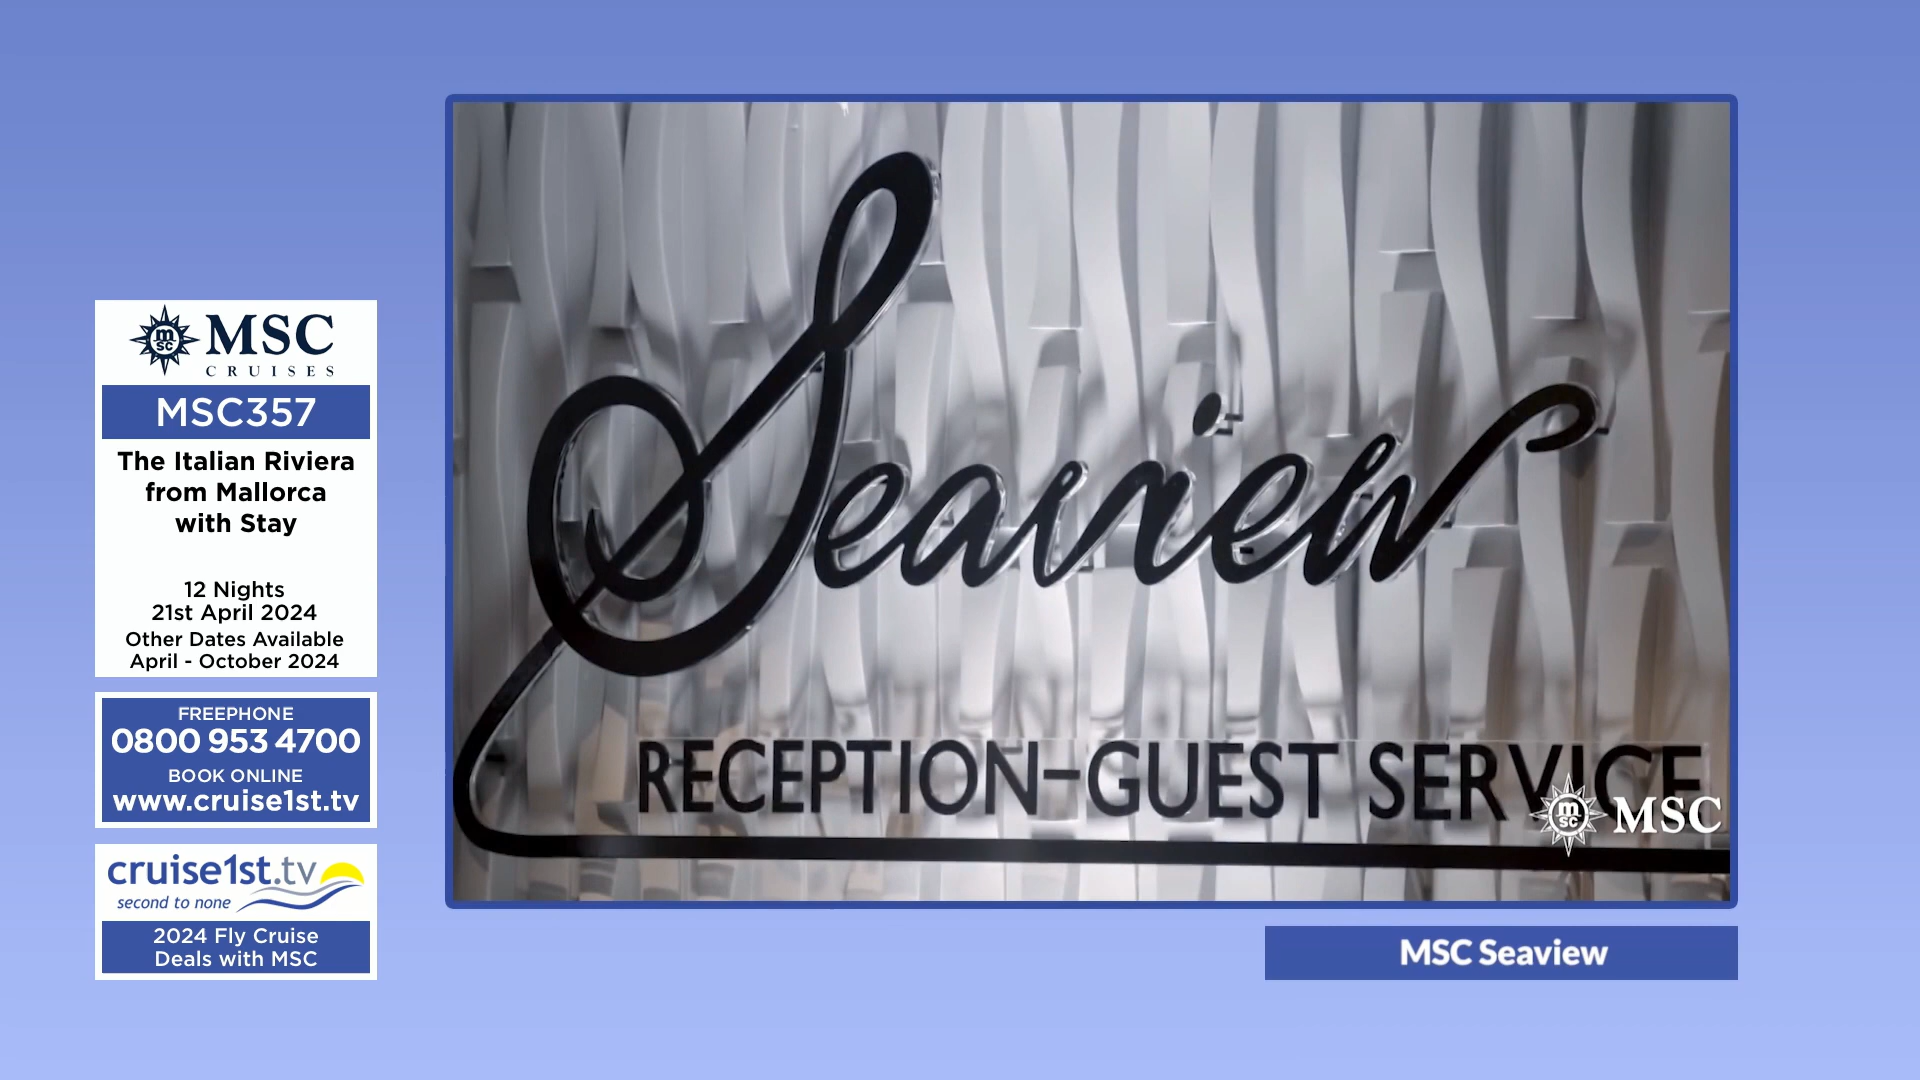 MSC
CRUISES
MSC357
The Italian Riviera
from Mallorca
with Stay
12 Nights
21st April 2024
Other Dates Available
April - October 2024
FREEPHONE
0800 953 4700
BOOK ONLINE
www.cruise1st.tv
cruise1st.tv
second to none
2024 Fly Cruise
Deals with MSC
Seaview
RECEPTION-GUEST SERVICE
MSC
MSC Seaview